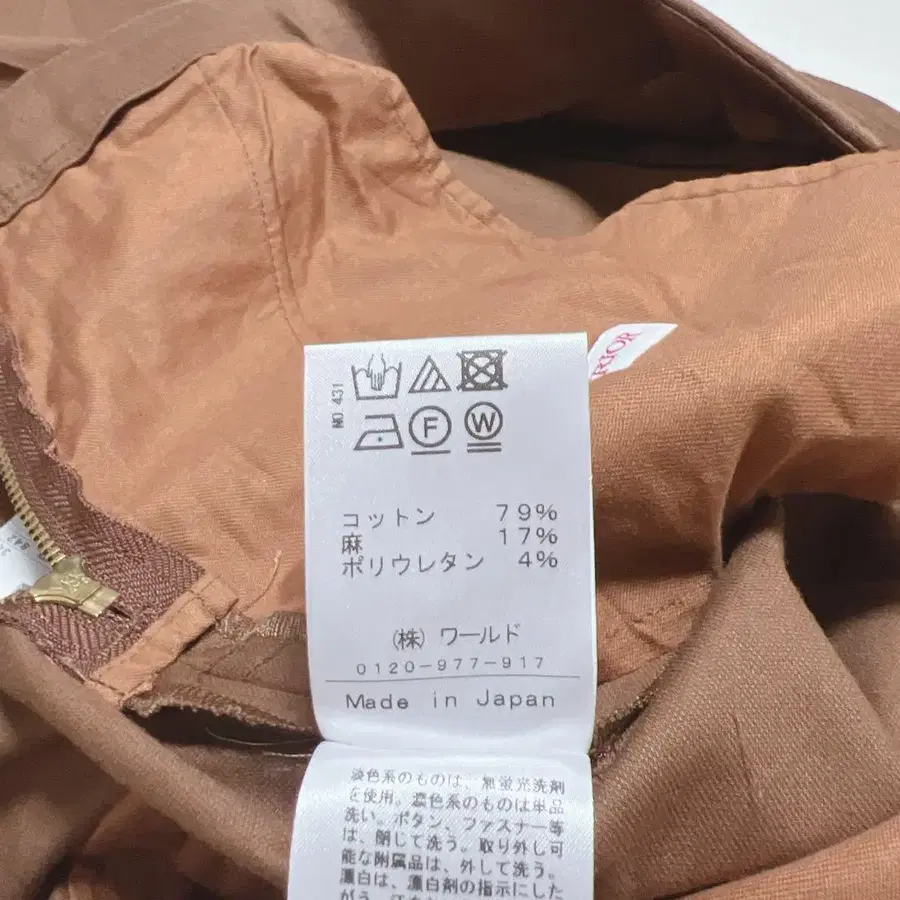 RIOR
NO.431
F W
コットン 79%
麻 17%
ポリウレタン 4%
(株) ワールド
0120-977-917
Made in Japan
淡色系のものは、無蛍光洗剤
を使用。濃色系のものは単品
洗い。ボタン、ファスナー等
は、閉じて洗う。取り外し可
能な附属品は、外して洗う。
漂白は、漂白剤の指示にした